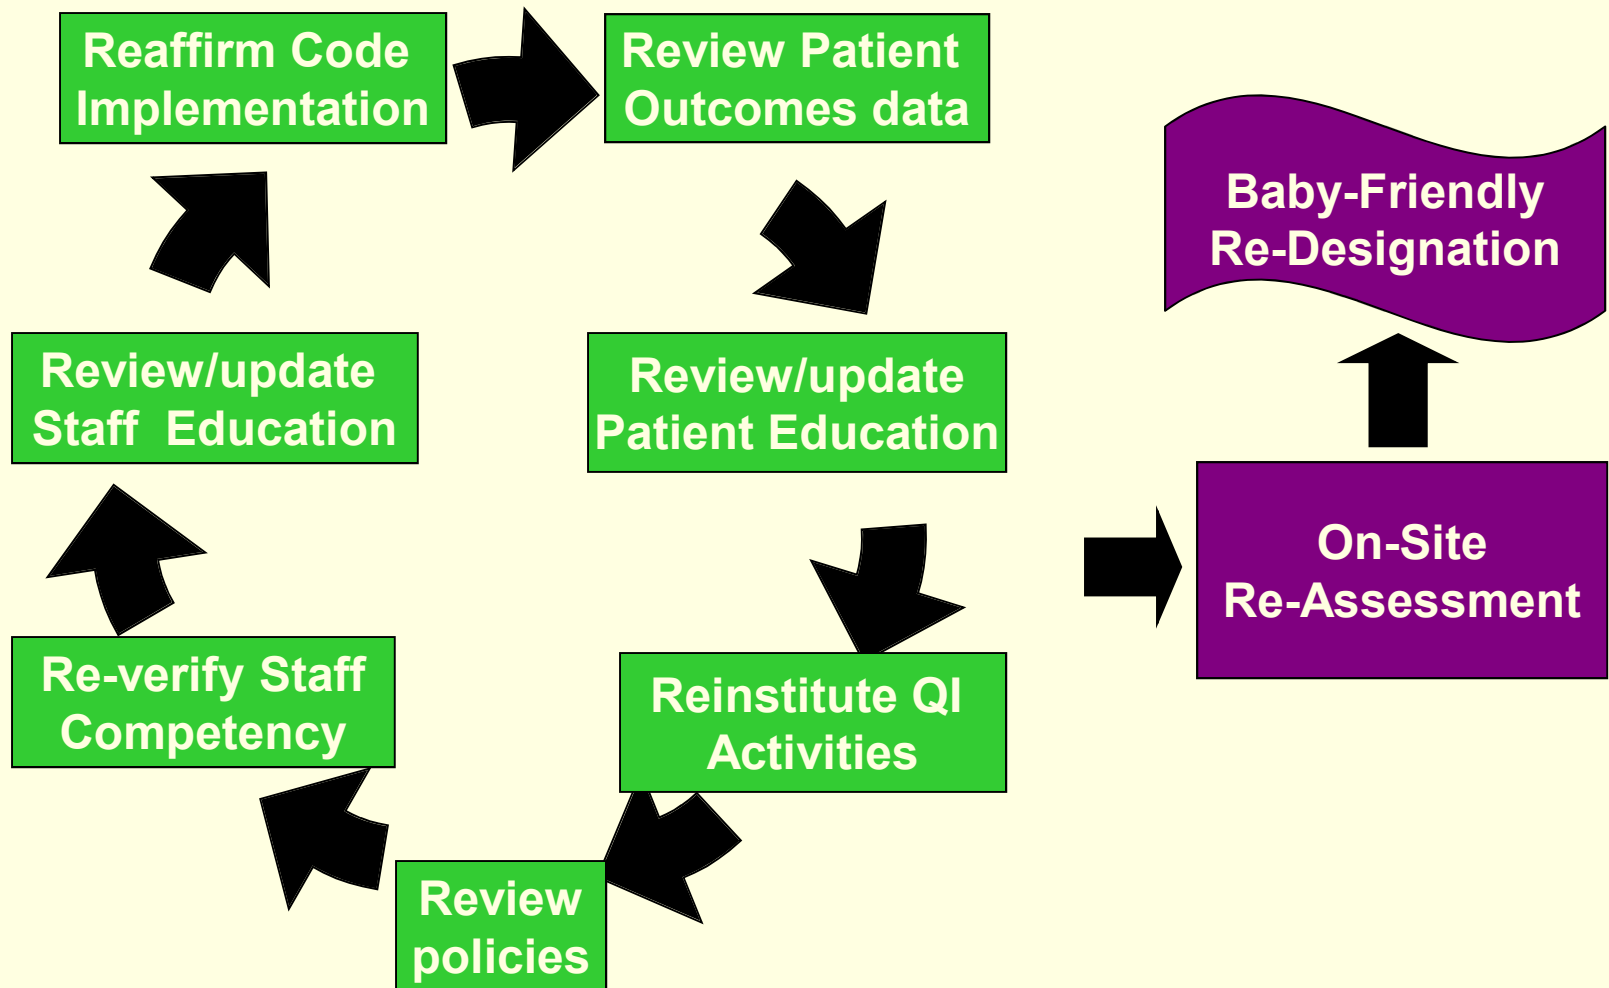 Reaffirm Code
Implementation
Review Patient
Outcomes data
Baby-Friendly
Re-Designation
Review/update
Staff  Education
Review/update
Patient Education
On-Site
Re-Assessment
Re-verify Staff
Competency
Reinstitute QI
Activities
Review
policies